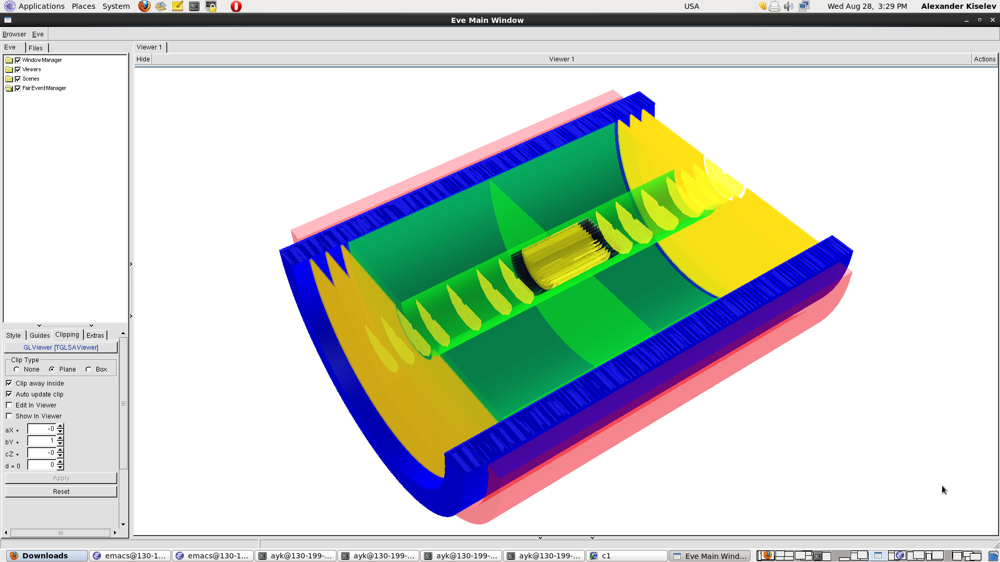 Applications Places System USA Wed Aug 28, 3:29 PM Alexander Kiselev
Eve Main Window
Browser Eve
Eve Files Viewer 1
Hide Viewer 1 Actions
Window Manager
Viewers
Scenes
FairEventManager
Style Guides Clipping Extras
GLViewer [TGLSAViewer]
Clip Type
None Plane Box
Clip away inside
Auto update clip
Edit In Viewer
Show In Viewer
aX + -0
bY + 1
cZ + -0
d = 0 0
Apply
Reset
Downloads emacs@130-1... emacs@130-1... ayk@130-199-... ayk@130-199-... ayk@130-199-... ayk@130-199-... c1 Eve Main Wind...